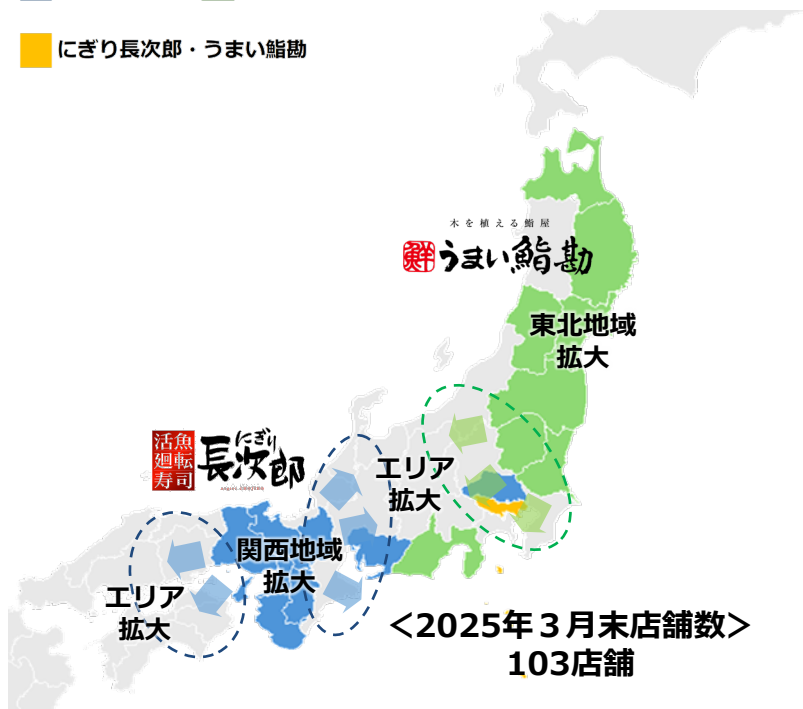 にぎり長次郎・うまい鮨勘
木を植える鮨屋
鮮 うまい鮨勘
東北地域
拡大
活魚
廻転
寿司
にぎり
長次郎
エリア
拡大
関西地域
拡大
エリア
拡大
＜2025年３月末店舗数＞
103店舗